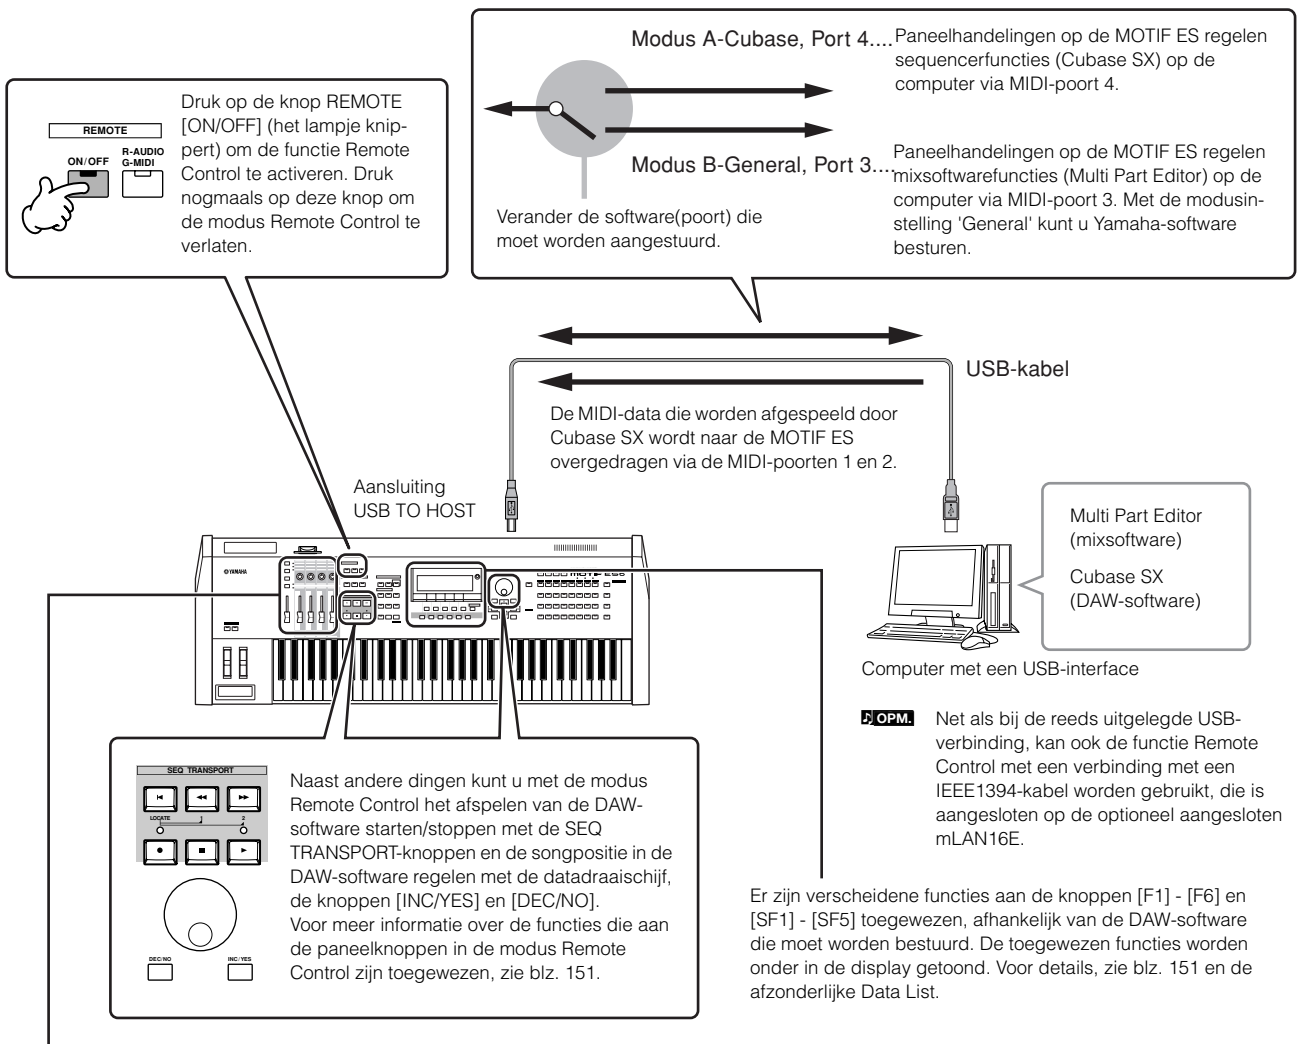 Modus A-Cubase, Port 4....
Paneelhandelingen op de MOTIF ES regelen
sequencerfuncties (Cubase SX) op de
computer via MIDI-poort 4.
Modus B-General, Port 3....
Paneelhandelingen op de MOTIF ES regelen
mixsoftwarefuncties (Multi Part Editor) op de
computer via MIDI-poort 3. Met de modusin-
stelling 'General' kunt u Yamaha-software
besturen.
Verander de software(poort) die
moet worden aangestuurd.
REMOTE
ON/OFF
R-AUDIO
G-MIDI
Druk op de knop REMOTE
[ON/OFF] (het lampje knip-
pert) om de functie Remote
Control te activeren. Druk
nogmaals op deze knop om
de modus Remote Control te
verlaten.
USB-kabel
De MIDI-data die worden afgespeeld door
Cubase SX wordt naar de MOTIF ES
overgedragen via de MIDI-poorten 1 en 2.
Aansluiting
USB TO HOST
YAMAHA
Multi Part Editor
(mixsoftware)
Cubase SX
(DAW-software)
Computer met een USB-interface
OPM.
Net als bij de reeds uitgelegde USB-
verbinding, kan ook de functie Remote
Control met een verbinding met een
IEEE1394-kabel worden gebruikt, die is
aangesloten op de optioneel aangesloten
mLAN16E.
SEQ TRANSPORT
LOCATE 1 2
DEC/NO INC/YES
Naast andere dingen kunt u met de modus
Remote Control het afspelen van de DAW-
software starten/stoppen met de SEQ
TRANSPORT-knoppen en de songpositie in de
DAW-software regelen met de datadraaischijf,
de knoppen [INC/YES] en [DEC/NO].
Voor meer informatie over de functies die aan
de paneelknoppen in de modus Remote
Control zijn toegewezen, zie blz. 151.
Er zijn verscheidene functies aan de knoppen [F1] - [F6] en
[SF1] - [SF5] toegewezen, afhankelijk van de DAW-software
die moet worden bestuurd. De toegewezen functies worden
onder in de display getoond. Voor details, zie blz. 151 en de
afzonderlijke Data List.